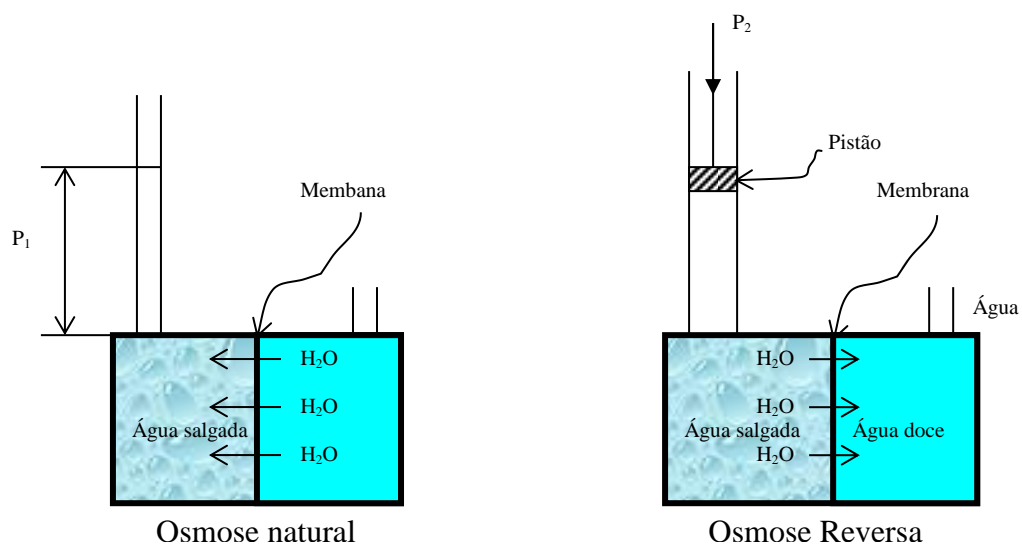 P₂
Pistão
Membana
Membrana
P₁
Água
H₂O
H₂O
H₂O
Água salgada
H₂O
H₂O
H₂O
Água salgada
Água doce
Osmose natural
Osmose Reversa